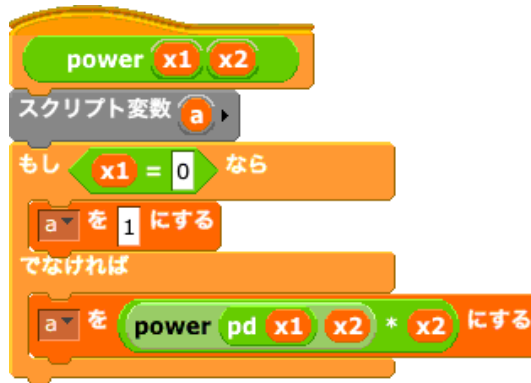 power x1 x2
スクリプト変数 a
もし x1 = 0 なら
a を 1 にする
でなければ
a を power pd x1 x2 * x2 にする